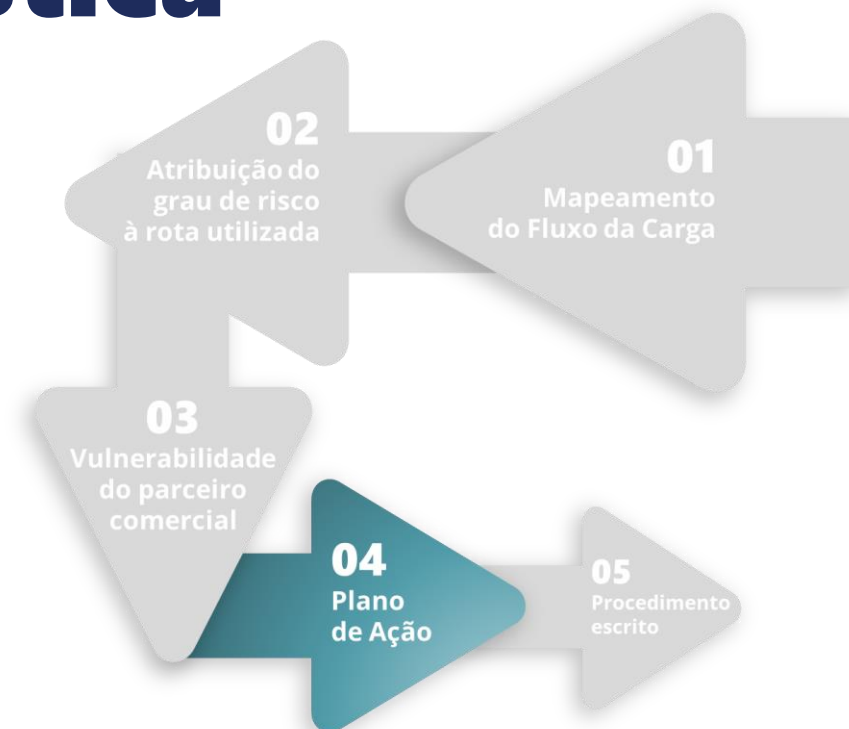 01
Mapeamento
do Fluxo da Carga
02
Atribuição do
grau de risco
à rota utilizada
03
Vulnerabilidade
do parceiro
comercial
04
Plano
de Ação
05
Procedimento
escrito